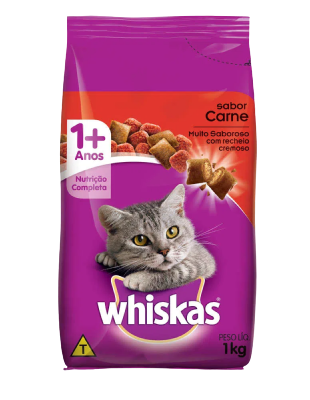 sabor
Carne
Muito Saboroso
com recheio
cremoso
1+
Anos
Nutrição
Completa
whiskas
T
PESO LÍQ.
1kg